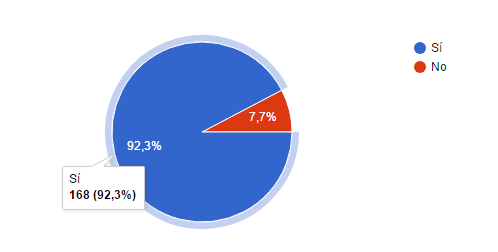 Sí
No
7,7%
92,3%
Sí
168 (92,3%)